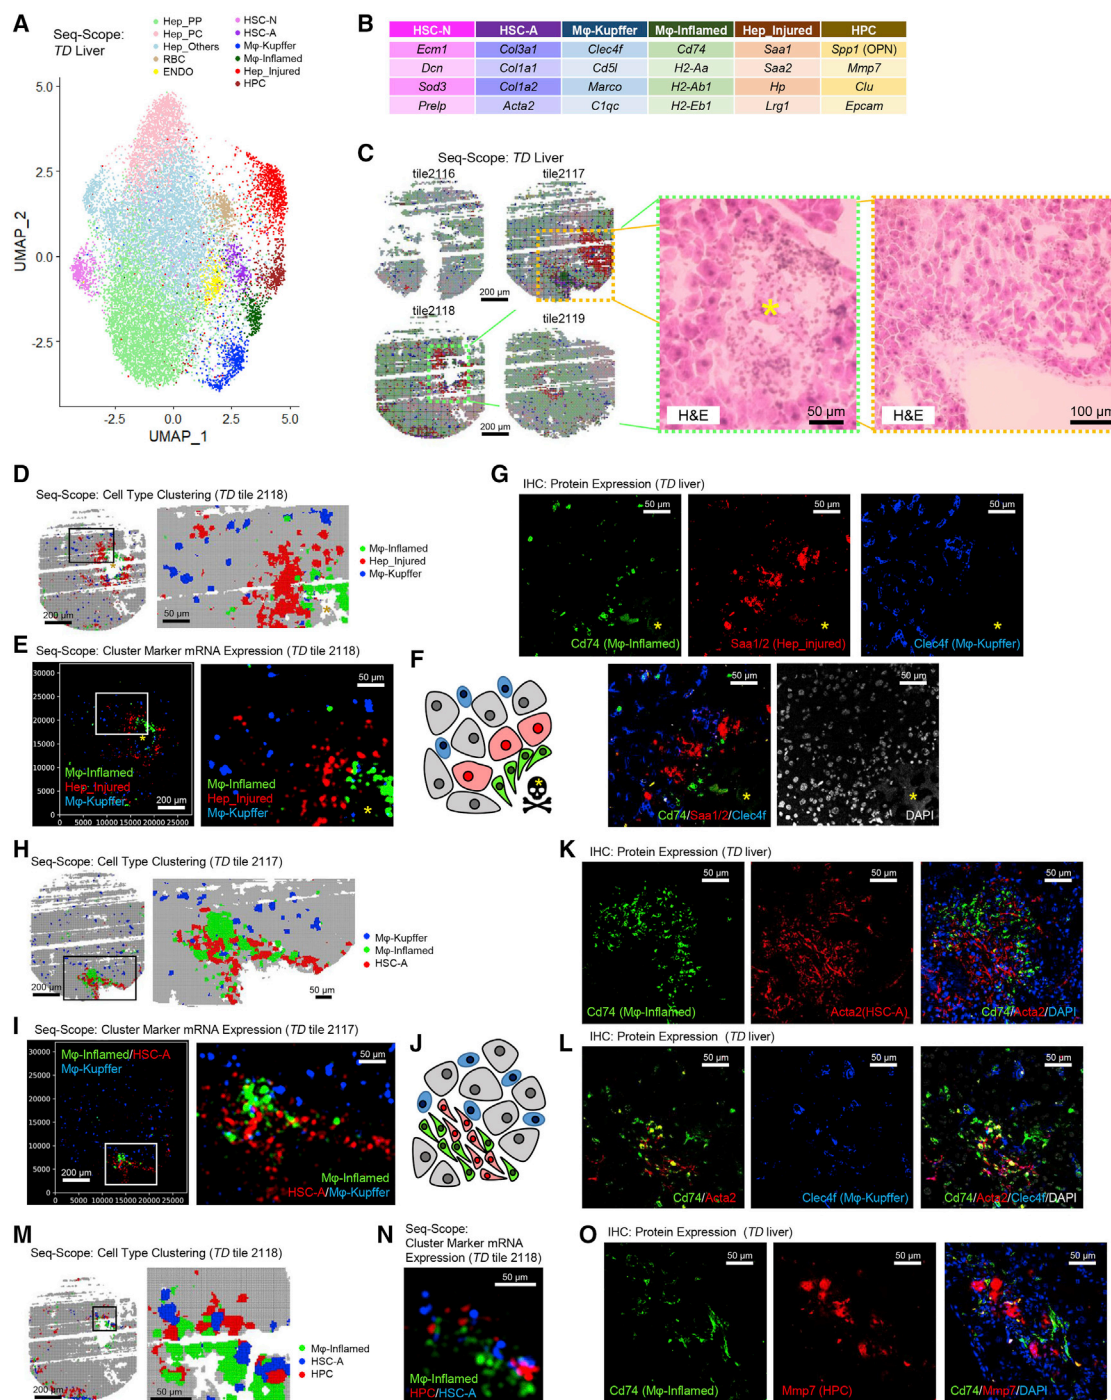 A
Seq-Scope:
TD Liver
Hep_PP
Hep_PC
Hep_Others
RBC
ENDO
HSC-N
HSC-A
Mφ-Kupffer
Mφ-Inflamed
Hep_Injured
HPC
5.0
2.5
0.0
-2.5
UMAP_2
-2.5 0.0 2.5 5.0
UMAP_1
B
HSC-N HSC-A Mφ-Kupffer Mφ-Inflamed Hep_Injured HPC
Ecm1 Col3a1 Clec4f Cd74 Saa1 Spp1 (OPN)
Dcn Col1a1 Cd5l H2-Aa Saa2 Mmp7
Sod3 Col1a2 Marco H2-Ab1 Hp Clu
Prelp Acta2 C1qc H2-Eb1 Lrg1 Epcam
C
Seq-Scope: TD Liver
tile2116 tile2117
200 µm
tile2118 tile2119
200 µm
H&E
50 µm
H&E
100 µm
D
Seq-Scope: Cell Type Clustering (TD tile 2118)
200 µm
50 µm
Mφ-Inflamed
Hep_Injured
Mφ-Kupffer
*
E
Seq-Scope: Cluster Marker mRNA Expression (TD tile 2118)
30000
25000
20000
15000
10000
5000
0
0 5000 10000 15000 20000 25000
Mφ-Inflamed
Hep_Injured
Mφ-Kupffer
200 µm
50 µm
Mφ-Inflamed
Hep_Injured
Mφ-Kupffer
*
F
G
IHC: Protein Expression (TD liver)
50 µm
Cd74 (Mφ-Inflamed)
50 µm
Saa1/2 (Hep_injured)
50 µm
Clec4f (Mφ-Kupffer)
50 µm
Cd74/Saa1/2/Clec4f
50 µm
DAPI
H
Seq-Scope: Cell Type Clustering (TD tile 2117)
200 µm
50 µm
Mφ-Kupffer
Mφ-Inflamed
HSC-A
I
Seq-Scope: Cluster Marker mRNA Expression (TD tile 2117)
30000
25000
20000
15000
10000
5000
0
0 5000 10000 15000 20000 25000
Mφ-Inflamed/HSC-A
Mφ-Kupffer
200 µm
50 µm
Mφ-Inflamed
HSC-A/Mφ-Kupffer
J
K
IHC: Protein Expression (TD liver)
50 µm
Cd74 (Mφ-Inflamed)
50 µm
Acta2(HSC-A)
50 µm
Cd74/Acta2/DAPI
L
IHC: Protein Expression (TD liver)
50 µm
Cd74/Acta2
50 µm
Clec4f (Mφ-Kupffer)
50 µm
Cd74/Acta2/Clec4f/DAPI
M
Seq-Scope: Cell Type Clustering (TD tile 2118)
200 µm
50 µm
Mφ-Inflamed
HSC-A
HPC
N
Seq-Scope:
Cluster Marker mRNA
Expression (TD tile 2118)
50 µm
Mφ-Inflamed
HPC/HSC-A
O
IHC: Protein Expression (TD liver)
50 µm
Cd74 (Mφ-Inflamed)
50 µm
Mmp7 (HPC)
50 µm
Cd74/Mmp7/DAPI